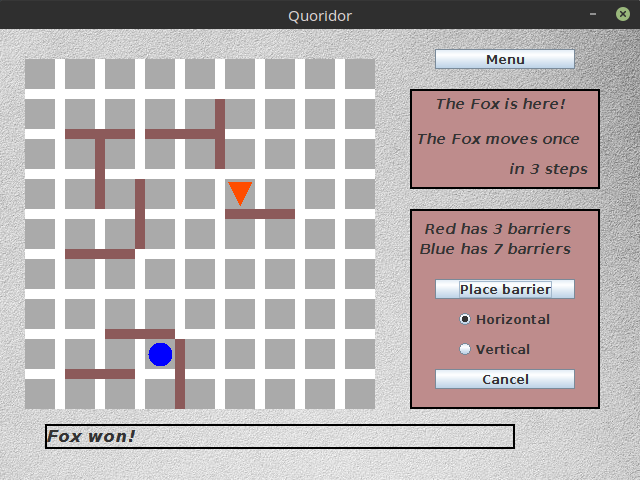 Quoridor
Menu
The Fox is here!
The Fox moves once
in 3 steps
Red has 3 barriers
Blue has 7 barriers
Place barrier
Horizontal
Vertical
Cancel
Fox won!